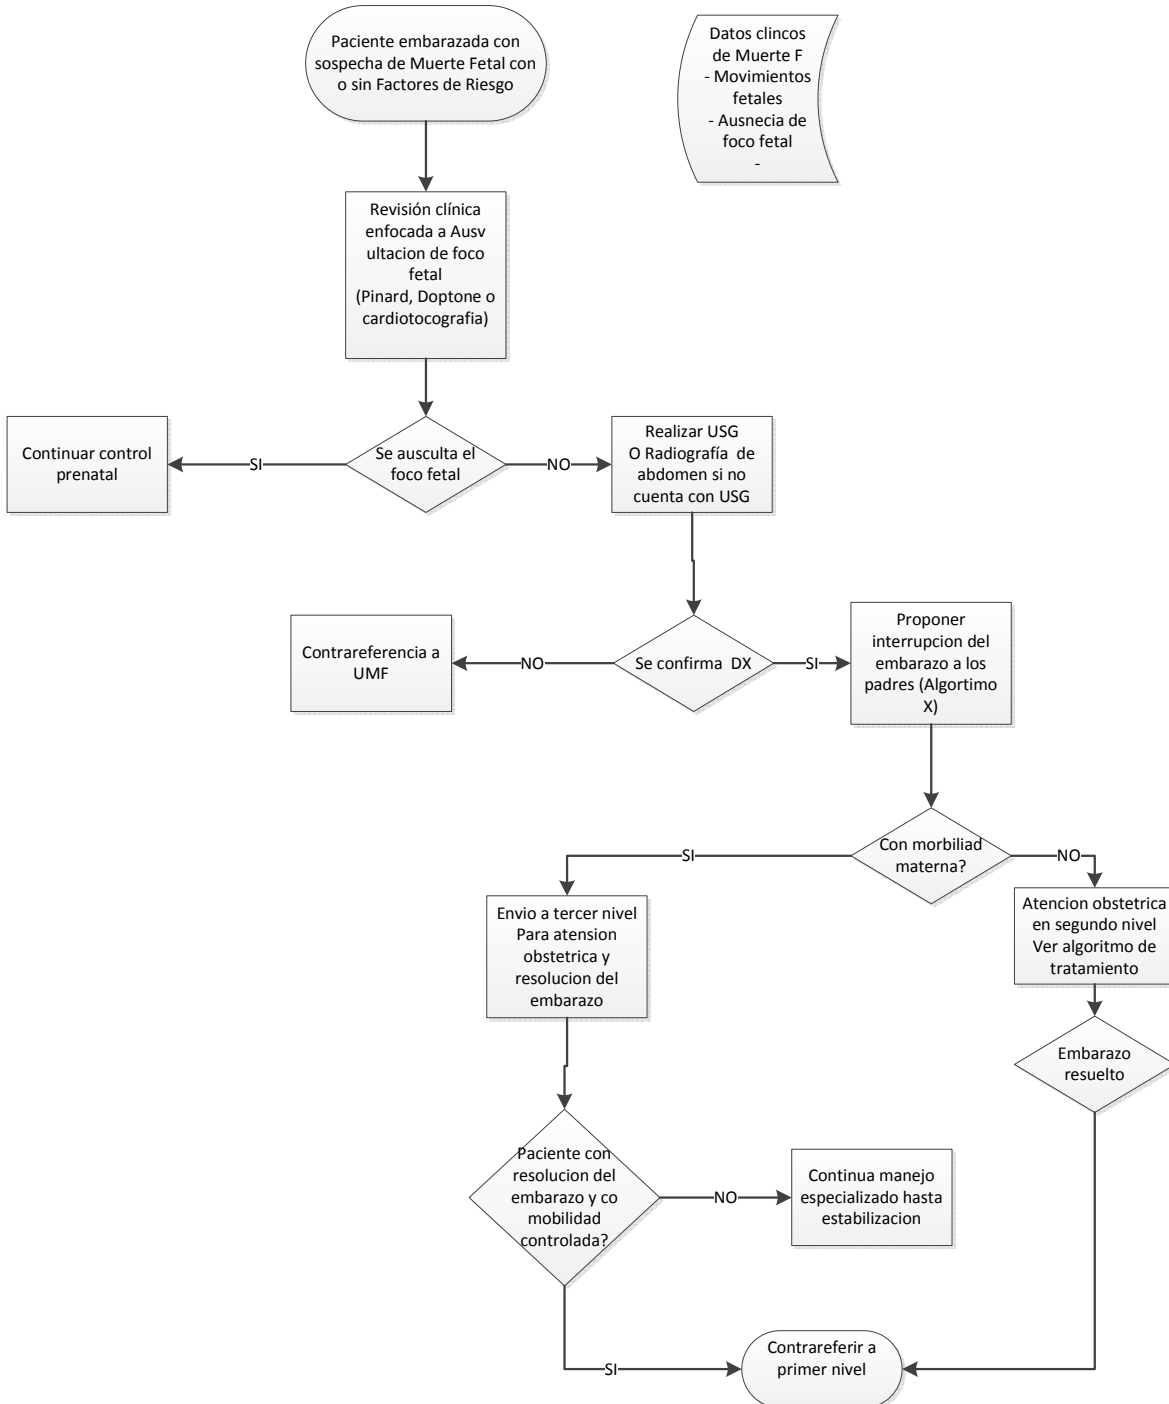 Paciente embarazada con
sospecha de Muerte Fetal con
o sin Factores de Riesgo
Datos clincos
de Muerte F
- Movimientos
fetales
- Ausnecia de
foco fetal
-
Revisión clínica
enfocada a Ausv
ultacion de foco
fetal
(Pinard, Doptone o
cardiotocografia)
Continuar control
prenatal
SI
Se ausculta el
foco fetal
NO
Realizar USG
O Radiografía de
abdomen si no
cuenta con USG
Contrareferencia a
UMF
NO
Se confirma DX
SI
Proponer
interrupcion del
embarazo a los
padres (Algortimo
X)
SI
Con morbiliad
materna?
NO
Envio a tercer nivel
Para atension
obstetrica y
resolucion del
embarazo
Atencion obstetrica
en segundo nivel
Ver algoritmo de
tratamiento
Embarazo
resuelto
Paciente con
resolucion del
embarazo y co
mobilidad
controlada?
NO
Continua manejo
especializado hasta
estabilizacion
SI
Contrareferir a
primer nivel